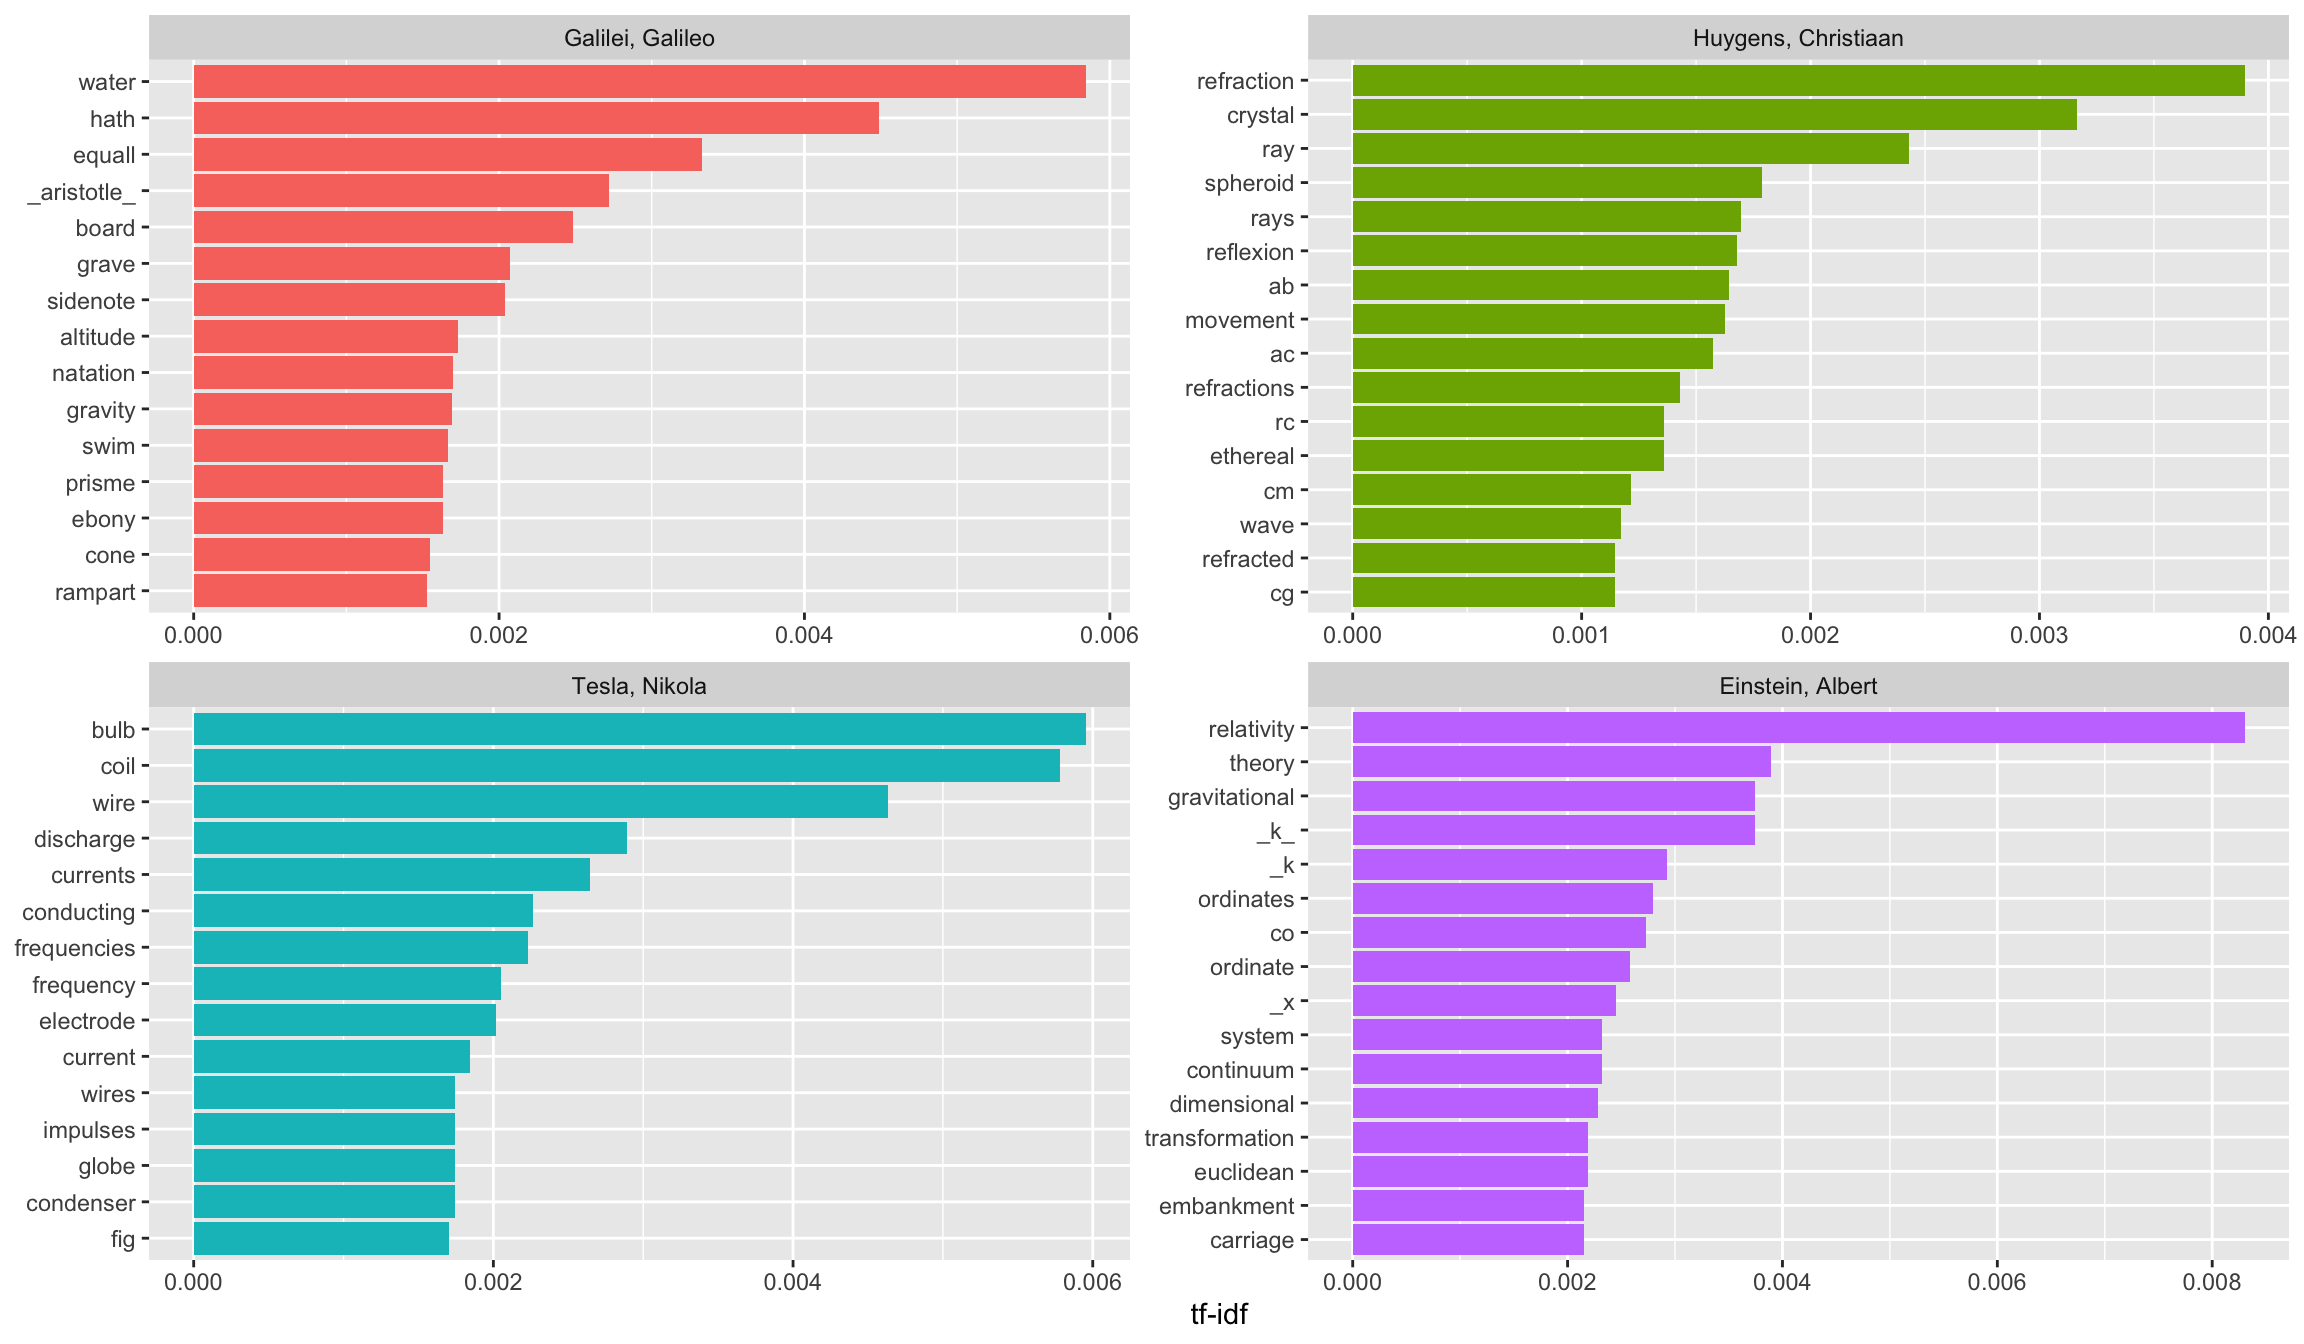 Galilei, Galileo
water
hath
equall
_aristotle_
board
grave
sidenote
altitude
natation
gravity
swim
prisme
ebony
cone
rampart
0.000 0.002 0.004 0.006
Huygens, Christiaan
refraction
crystal
ray
spheroid
rays
reflexion
ab
movement
ac
refractions
rc
ethereal
cm
wave
refracted
cg
0.000 0.001 0.002 0.003 0.004
Tesla, Nikola
bulb
coil
wire
discharge
currents
conducting
frequencies
frequency
electrode
current
wires
impulses
globe
condenser
fig
0.000 0.002 0.004 0.006
Einstein, Albert
relativity
theory
gravitational
_k_
_k
ordinates
co
ordinate
_x
system
continuum
dimensional
transformation
euclidean
embankment
carriage
0.000 0.002 0.004 0.006 0.008
tf-idf